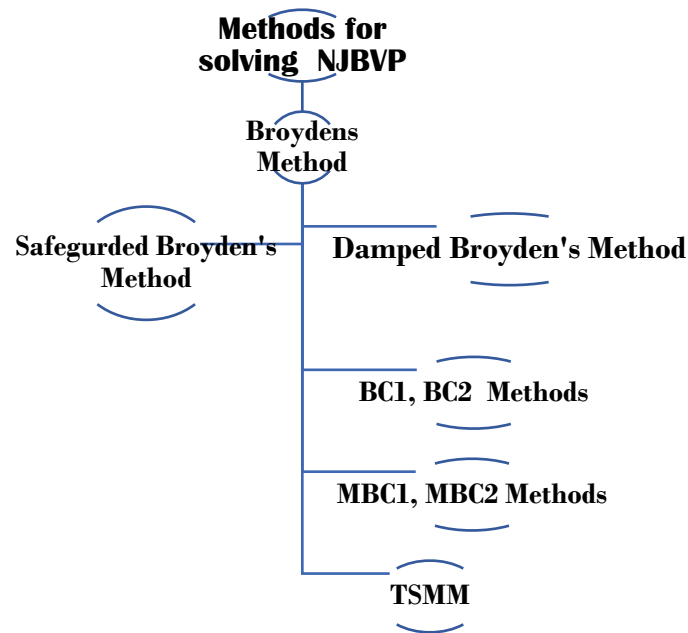 Methods for
solving NJBVP
Broydens
Method
Safegurded Broyden's
Method
Damped Broyden's Method
BC1, BC2 Methods
MBC1, MBC2 Methods
TSMM